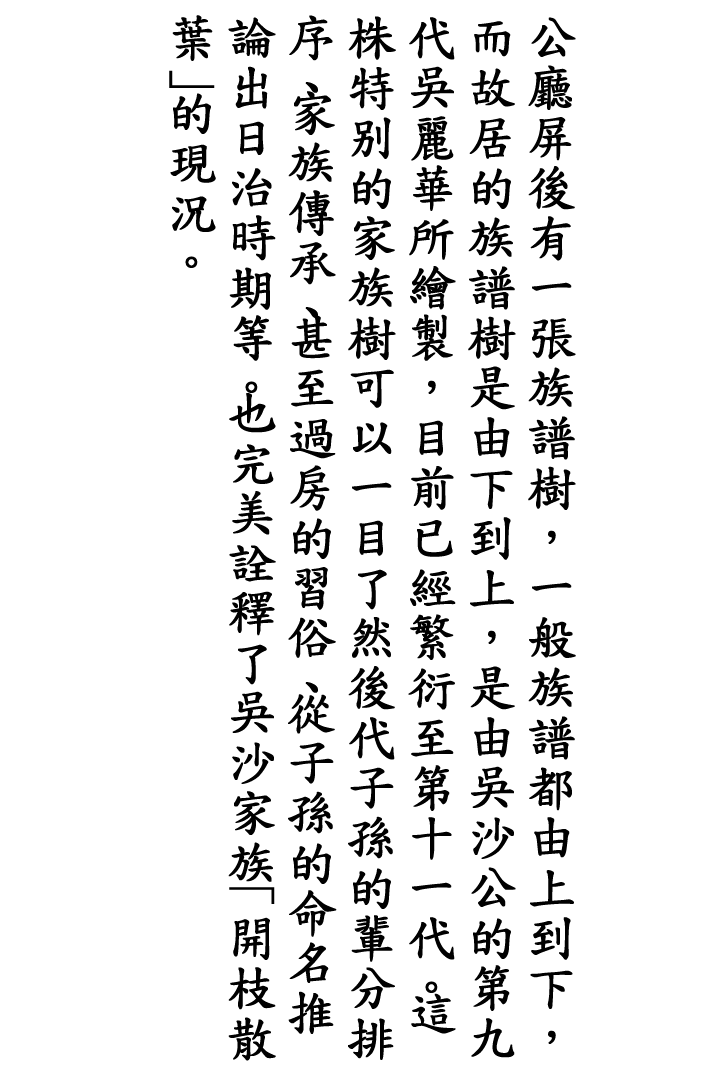 公廳屏後有一張族譜樹，一般族譜都由上到下，
而故居的族譜樹是由下到上，是由吳沙公的第九
代吳麗華所繪製，目前已經繁衍至第十一代。這
株特別的家族樹可以一目了然後代子孫的輩分排
序、家族傳承、甚至過房的習俗、從子孫的命名推
論出日治時期等。也完美詮釋了吳沙家族「開枝散
葉」的現況。